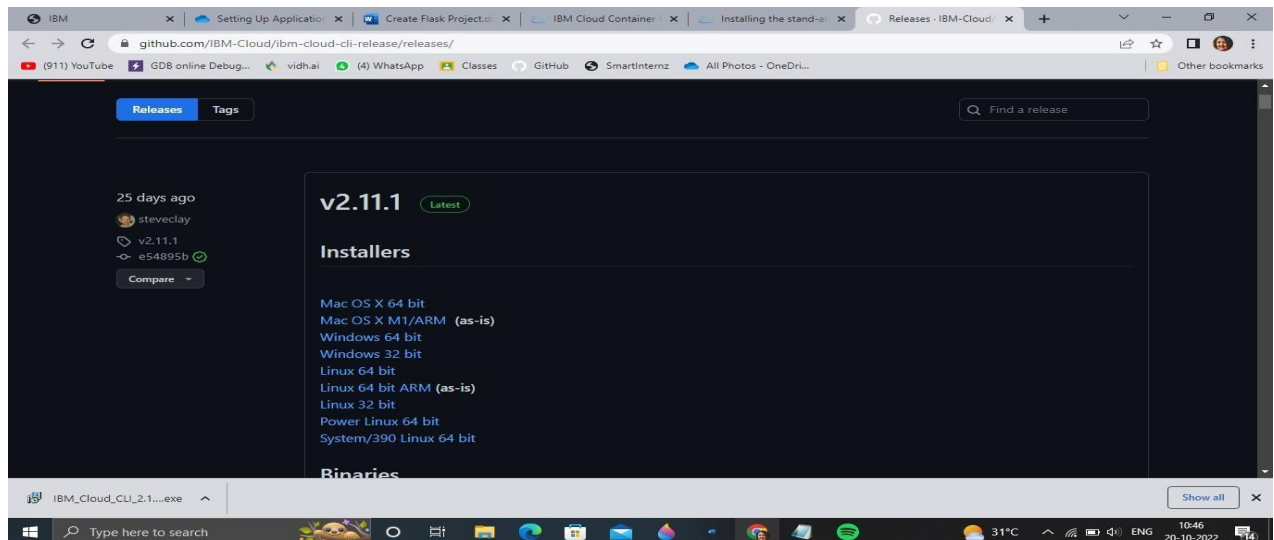 IBM
Setting Up Application
Create Flask Project.d
IBM Cloud Container
Installing the stand-al
Releases · IBM-Cloud/
github.com/IBM-Cloud/ibm-cloud-cli-release/releases/
(911) YouTube
GDB online Debug...
vidh.ai
(4) WhatsApp
Classes
GitHub
SmartInternz
All Photos - OneDri...
Other bookmarks
Releases
Tags
Find a release
25 days ago
steveclay
v2.11.1
e54895b
Compare
v2.11.1 Latest
Installers
Mac OS X 64 bit
Mac OS X M1/ARM (as-is)
Windows 64 bit
Windows 32 bit
Linux 64 bit
Linux 64 bit ARM (as-is)
Linux 32 bit
Power Linux 64 bit
System/390 Linux 64 bit
Binaries
IBM_Cloud_CLI_2.1....exe
Show all
Type here to search
31°C
ENG
10:46
20-10-2022
14